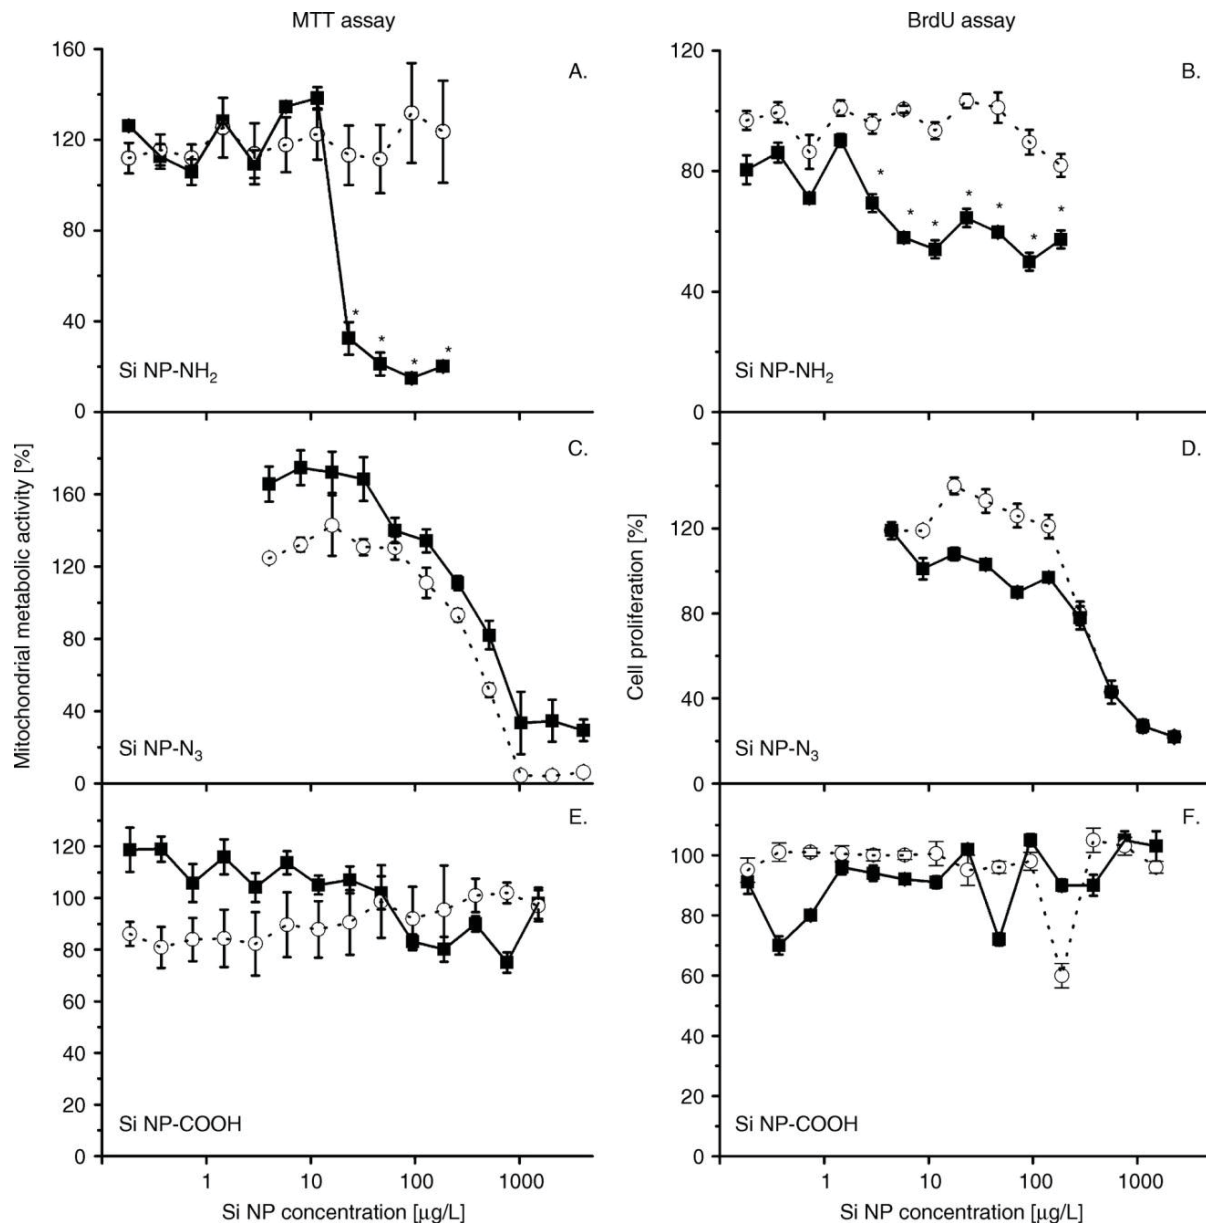 MTT assay
BrdU assay
160
120
80
40
0
A.
Si NP-NH₂
* * * *
120
80
40
0
B.
Si NP-NH₂
* * * * * * *
Mitochondrial metabolic activity [%]
160
120
80
40
0
C.
Si NP-N₃
Cell proliferation [%]
120
80
40
0
D.
Si NP-N₃
120
100
80
60
40
20
0
E.
Si NP-COOH
1 10 100 1000
Si NP concentration [µg/L]
100
80
60
40
20
0
F.
Si NP-COOH
1 10 100 1000
Si NP concentration [µg/L]